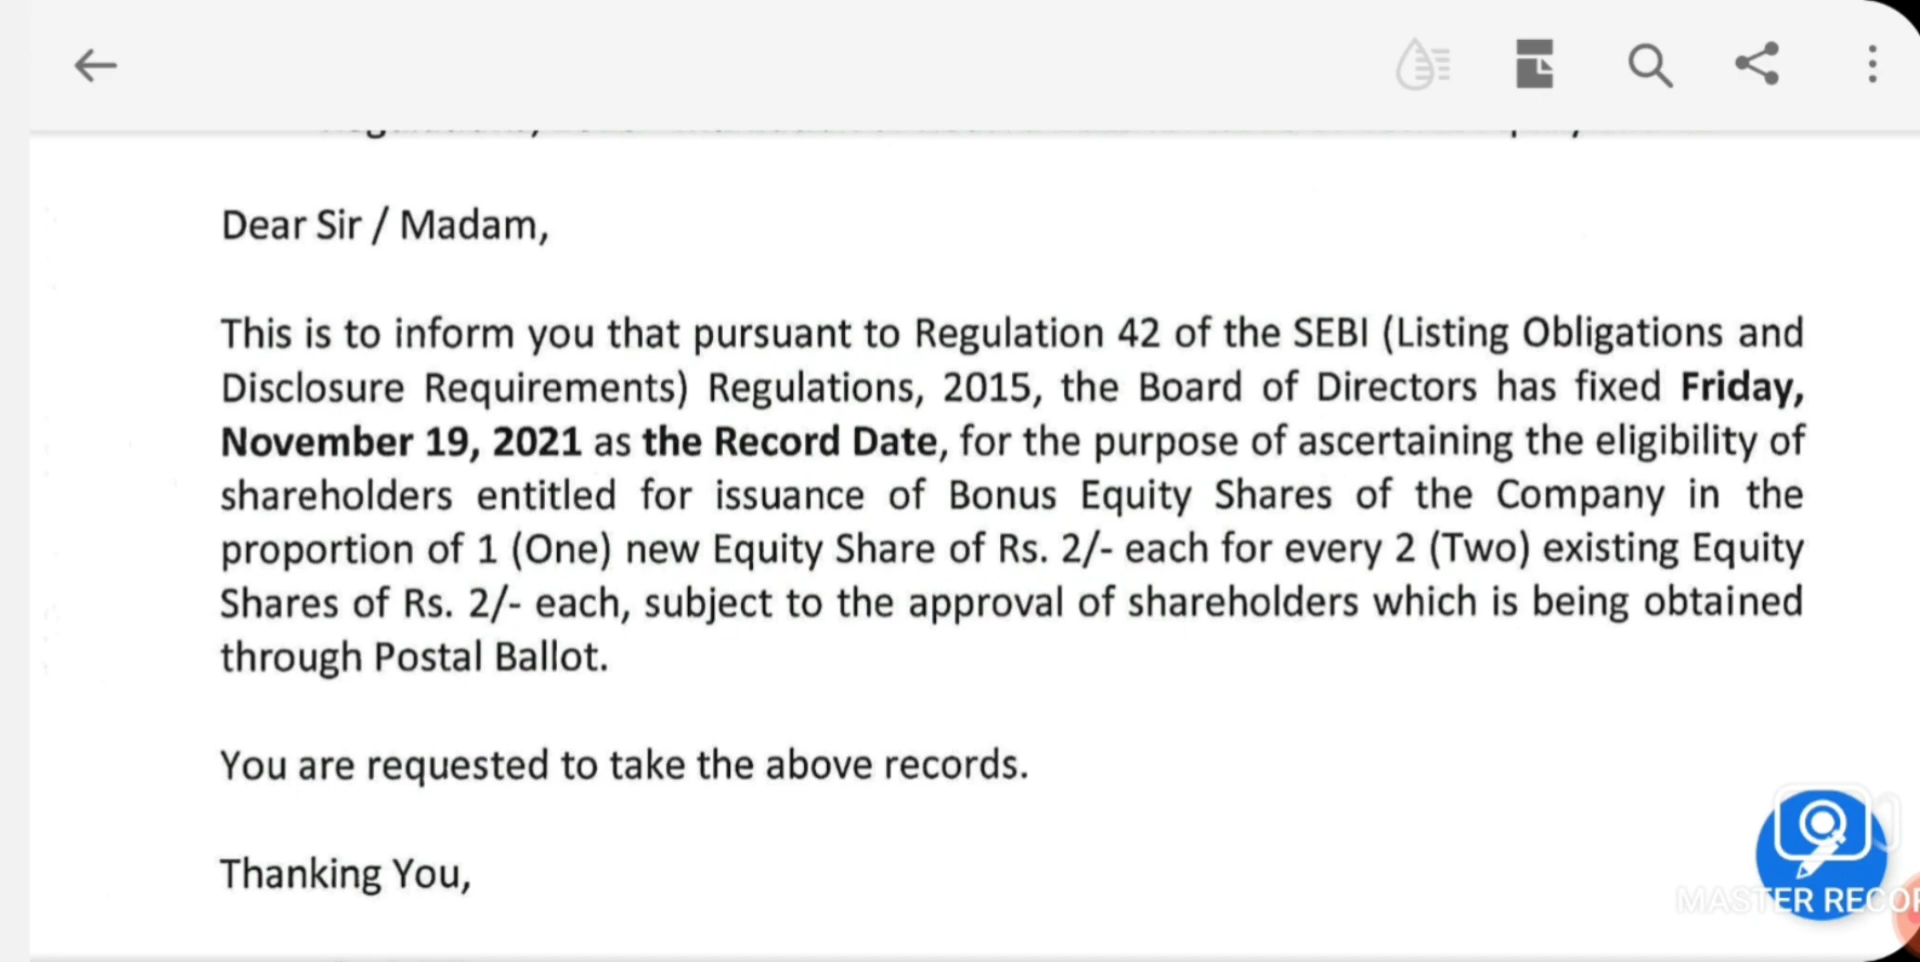 Dear Sir / Madam,
This is to inform you that pursuant to Regulation 42 of the SEBI (Listing Obligations and
Disclosure Requirements) Regulations, 2015, the Board of Directors has fixed Friday,
November 19, 2021 as the Record Date, for the purpose of ascertaining the eligibility of
shareholders entitled for issuance of Bonus Equity Shares of the Company in the
proportion of 1 (One) new Equity Share of Rs. 2/- each for every 2 (Two) existing Equity
Shares of Rs. 2/- each, subject to the approval of shareholders which is being obtained
through Postal Ballot.
You are requested to take the above records.
Thanking You,
MASTER RECOR